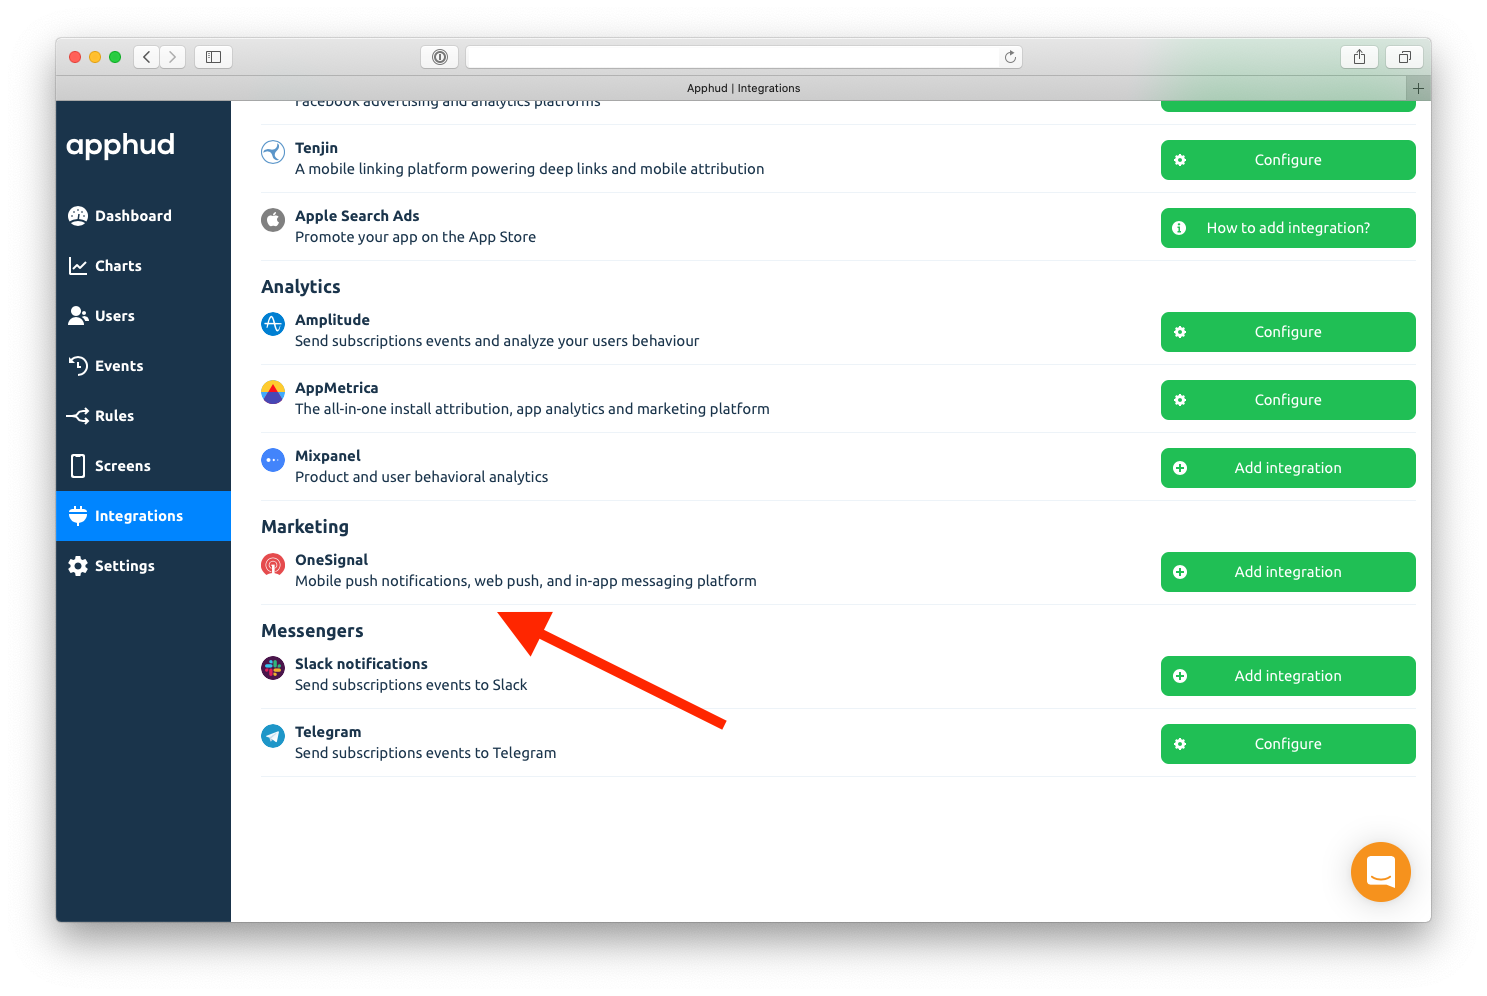 Apphud | Integrations
apphud
Dashboard
Charts
Users
Events
Rules
Screens
Integrations
Settings
Facebook advertising and analytics platforms
Tenjin
A mobile linking platform powering deep links and mobile attribution
Configure
Apple Search Ads
Promote your app on the App Store
How to add integration?
Analytics
Amplitude
Send subscriptions events and analyze your users behaviour
Configure
AppMetrica
The all-in-one install attribution, app analytics and marketing platform
Configure
Mixpanel
Product and user behavioral analytics
Add integration
Marketing
OneSignal
Mobile push notifications, web push, and in-app messaging platform
Add integration
Messengers
Slack notifications
Send subscriptions events to Slack
Add integration
Telegram
Send subscriptions events to Telegram
Configure